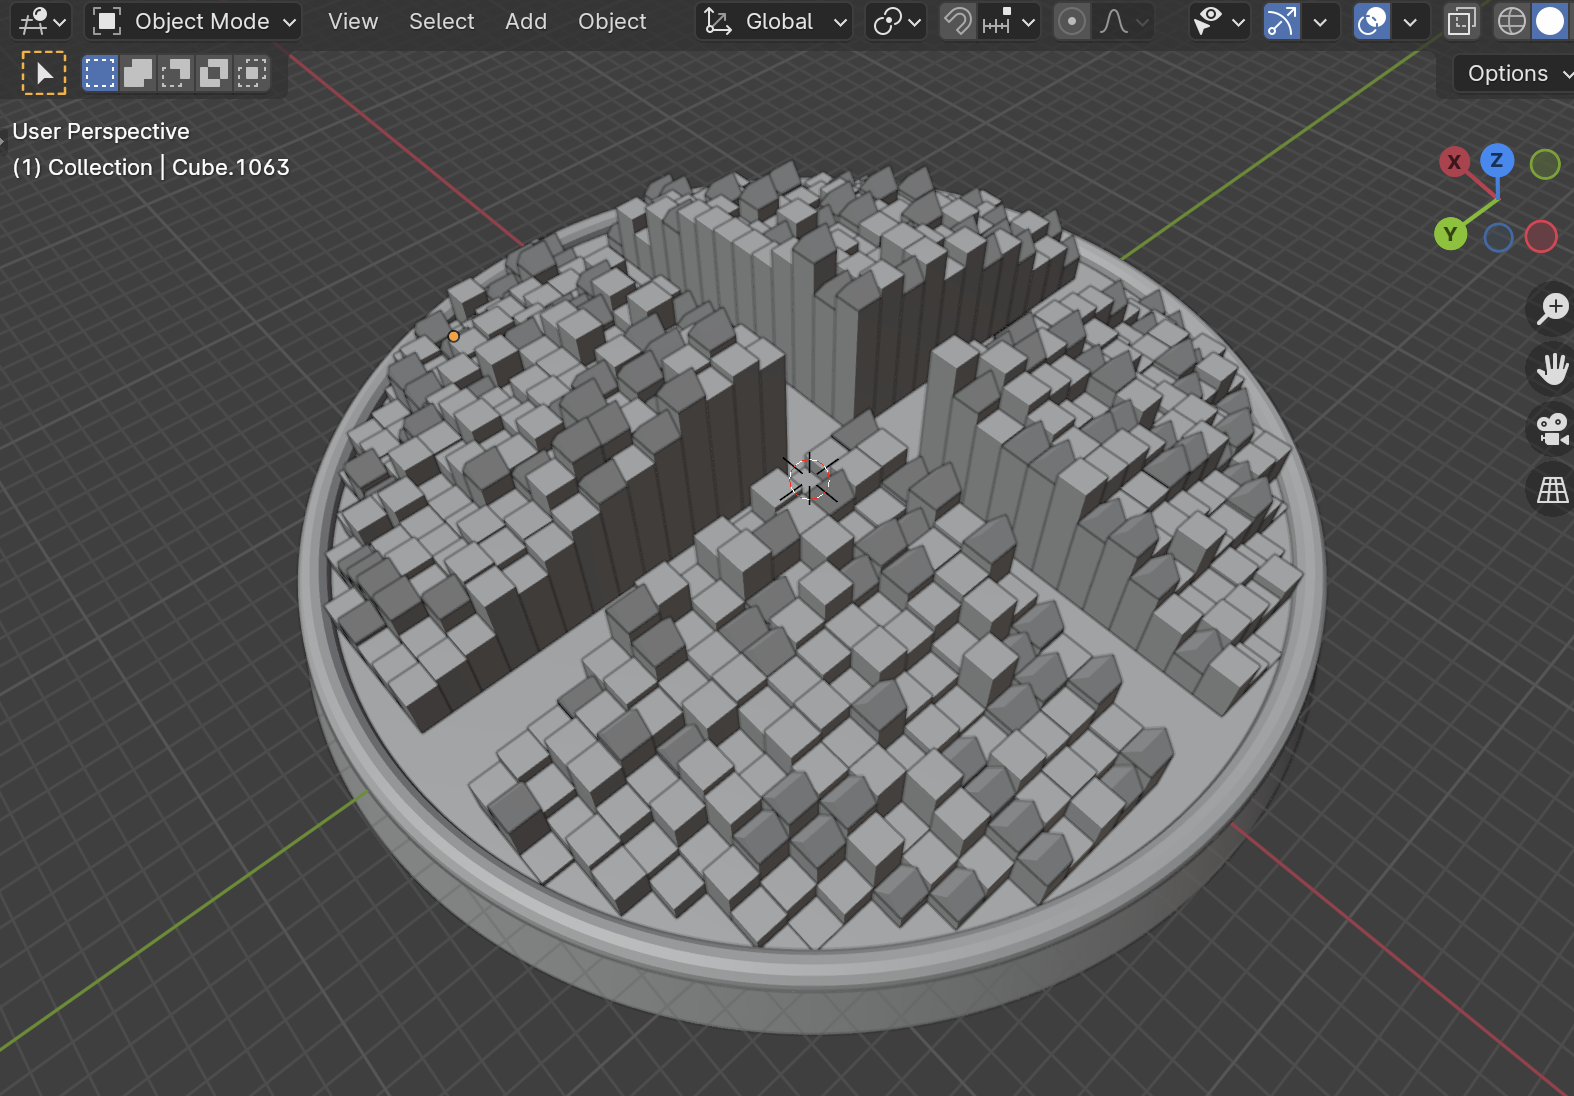 Object Mode View Select Add Object Global
Options
User Perspective
(1) Collection | Cube.1063
X Z
Y